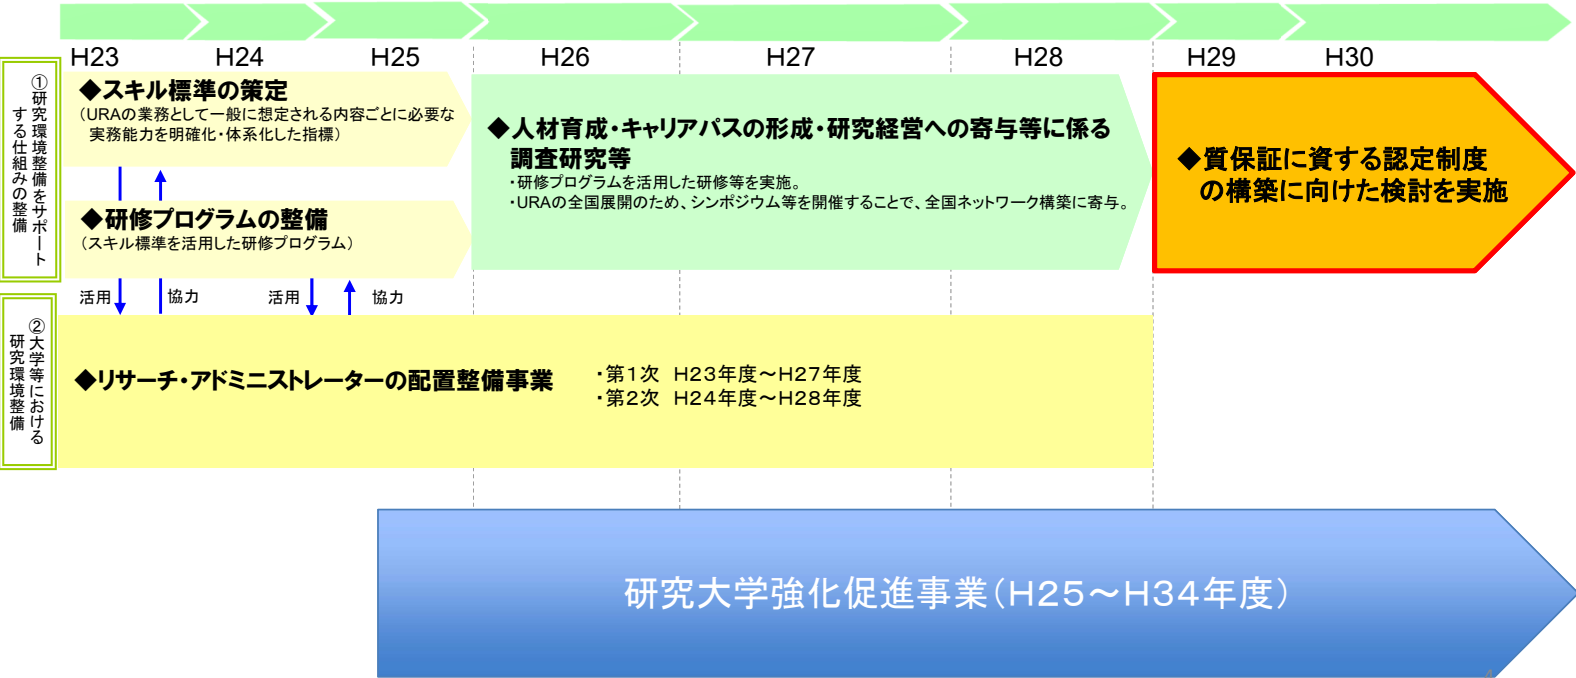 H23 H24 H25 H26 H27 H28 H29 H30
①研究環境整備をサポート
する仕組みの整備
◆スキル標準の策定
(URAの業務として一般に想定される内容ごとに必要な
実務能力を明確化・体系化した指標)
◆研修プログラムの整備
(スキル標準を活用した研修プログラム)
◆人材育成・キャリアパスの形成・研究経営への寄与等に係る
調査研究等
・研修プログラムを活用した研修等を実施。
・URAの全国展開のため、シンポジウム等を開催することで、全国ネットワーク構築に寄与。
◆質保証に資する認定制度
の構築に向けた検討を実施
活用 協力 活用 協力
②大学等における
研究環境整備
◆リサーチ・アドミニストレーターの配置整備事業
・第1次 H23年度~H27年度
・第2次 H24年度~H28年度
研究大学強化促進事業(H25~H34年度)